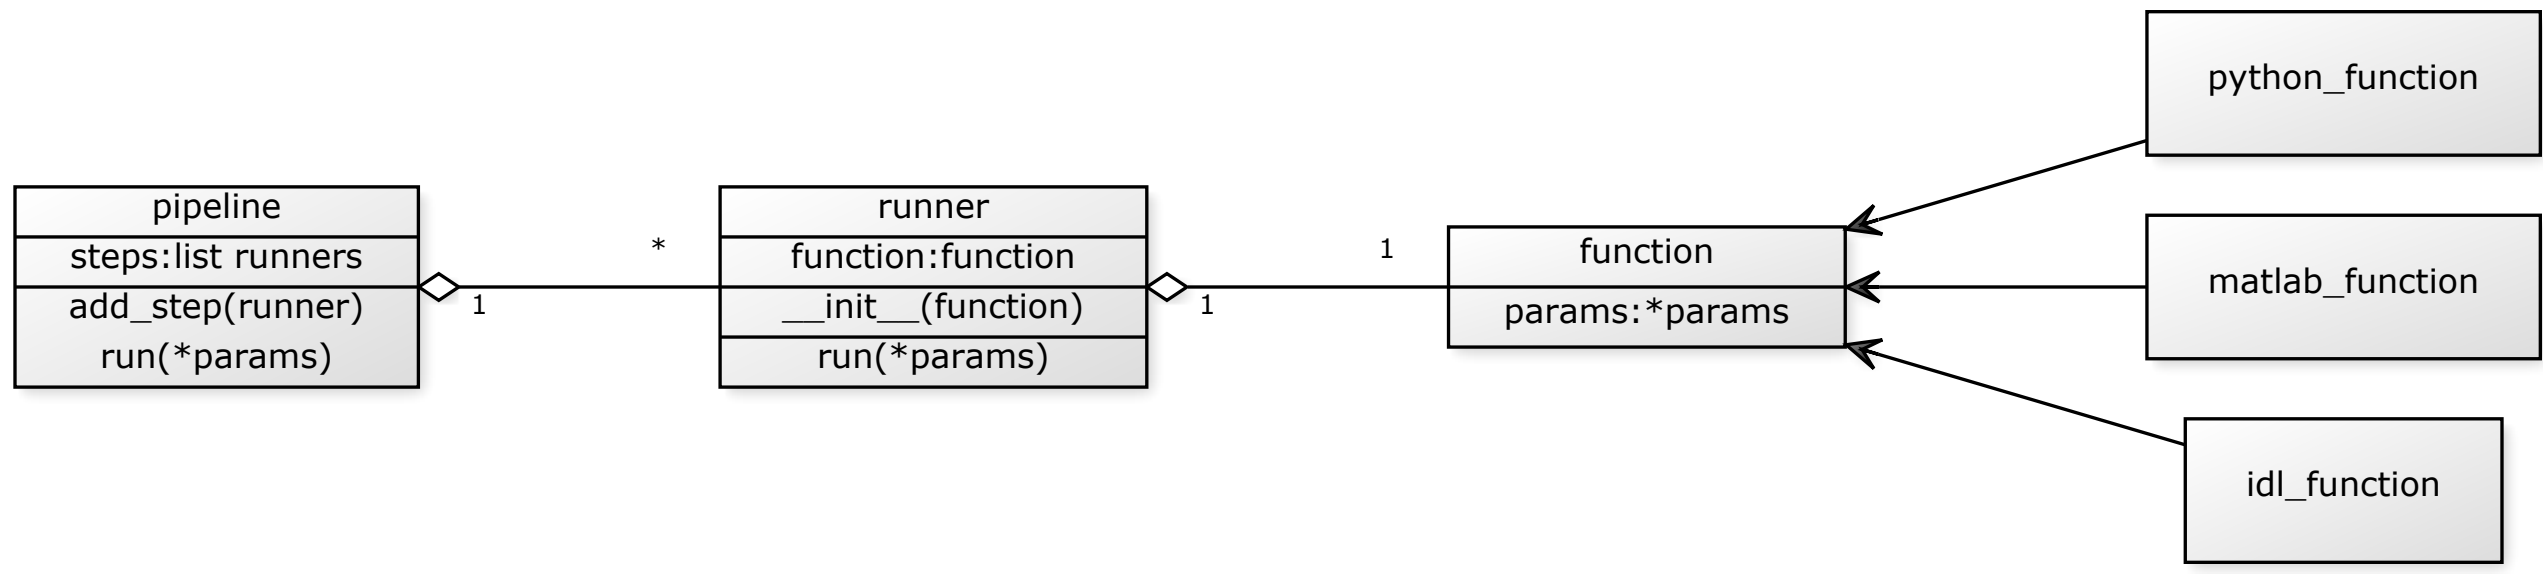 pipeline
steps:list runners
add_step(runner)
run(*params)
1
*
runner
function:function
__init__(function)
run(*params)
1
1
function
params:*params
python_function
matlab_function
idl_function